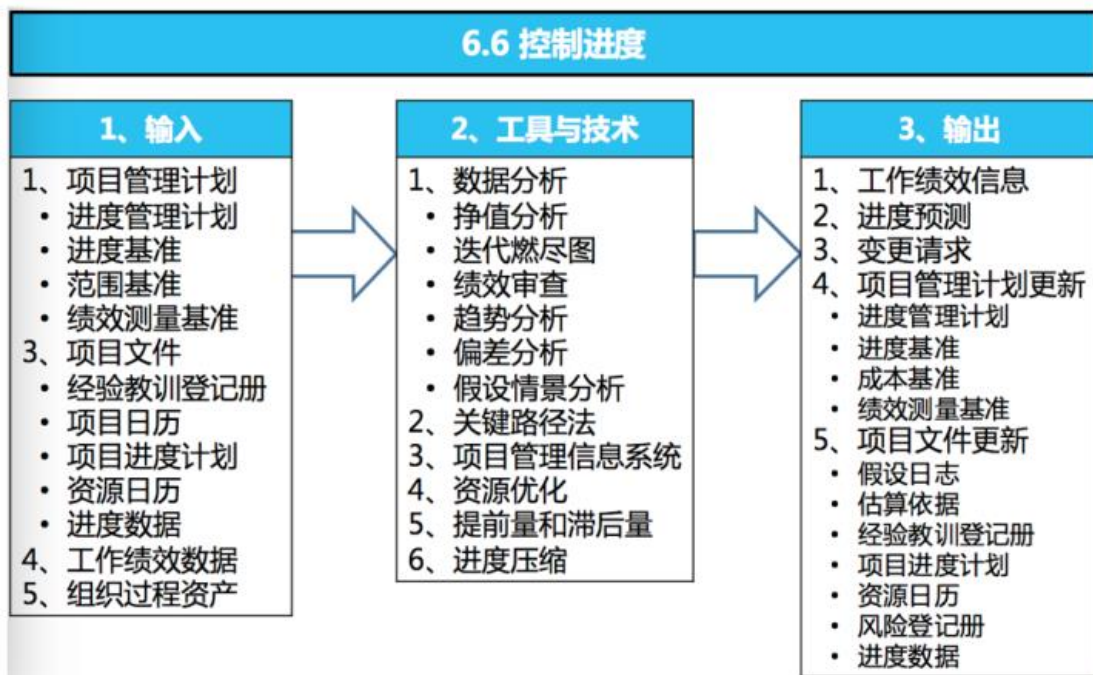 6.6 控制进度
1、输入
1、项目管理计划
• 进度管理计划
• 进度基准
• 范围基准
• 绩效测量基准
3、项目文件
• 经验教训登记册
• 项目日历
• 项目进度计划
• 资源日历
• 进度数据
4、工作绩效数据
5、组织过程资产
2、工具与技术
1、数据分析
• 挣值分析
• 迭代燃尽图
• 绩效审查
• 趋势分析
• 偏差分析
• 假设情景分析
2、关键路径法
3、项目管理信息系统
4、资源优化
5、提前量和滞后量
6、进度压缩
3、输出
1、工作绩效信息
2、进度预测
3、变更请求
4、项目管理计划更新
• 进度管理计划
• 进度基准
• 成本基准
• 绩效测量基准
5、项目文件更新
• 假设日志
• 估算依据
• 经验教训登记册
• 项目进度计划
• 资源日历
• 风险登记册
• 进度数据